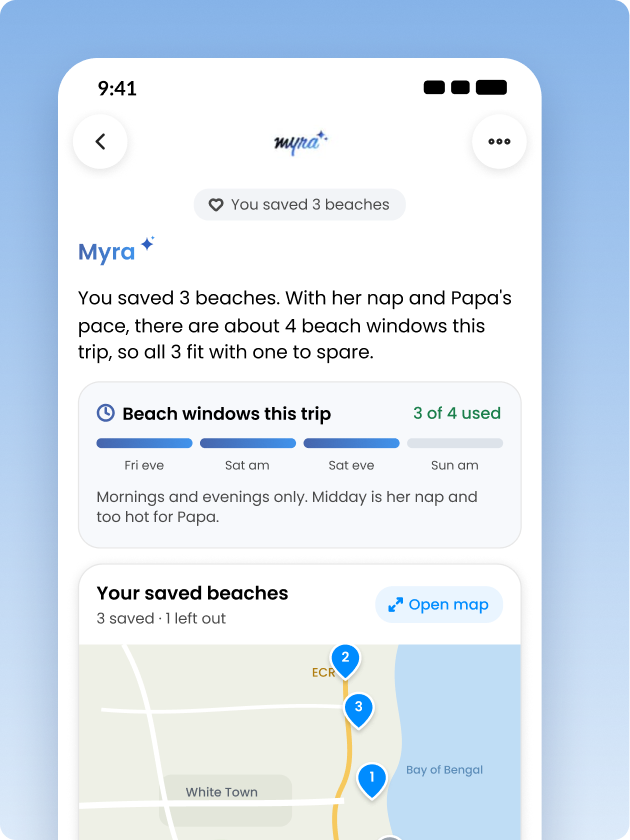 9:41
myra
You saved 3 beaches
Myra
You saved 3 beaches. With her nap and Papa's
pace, there are about 4 beach windows this
trip, so all 3 fit with one to spare.
Beach windows this trip
3 of 4 used
Fri eve
Sat am
Sat eve
Sun am
Mornings and evenings only. Midday is her nap and
too hot for Papa.
Your saved beaches
3 saved · 1 left out
Open map
2
ECR
3
1
Bay of Bengal
White Town